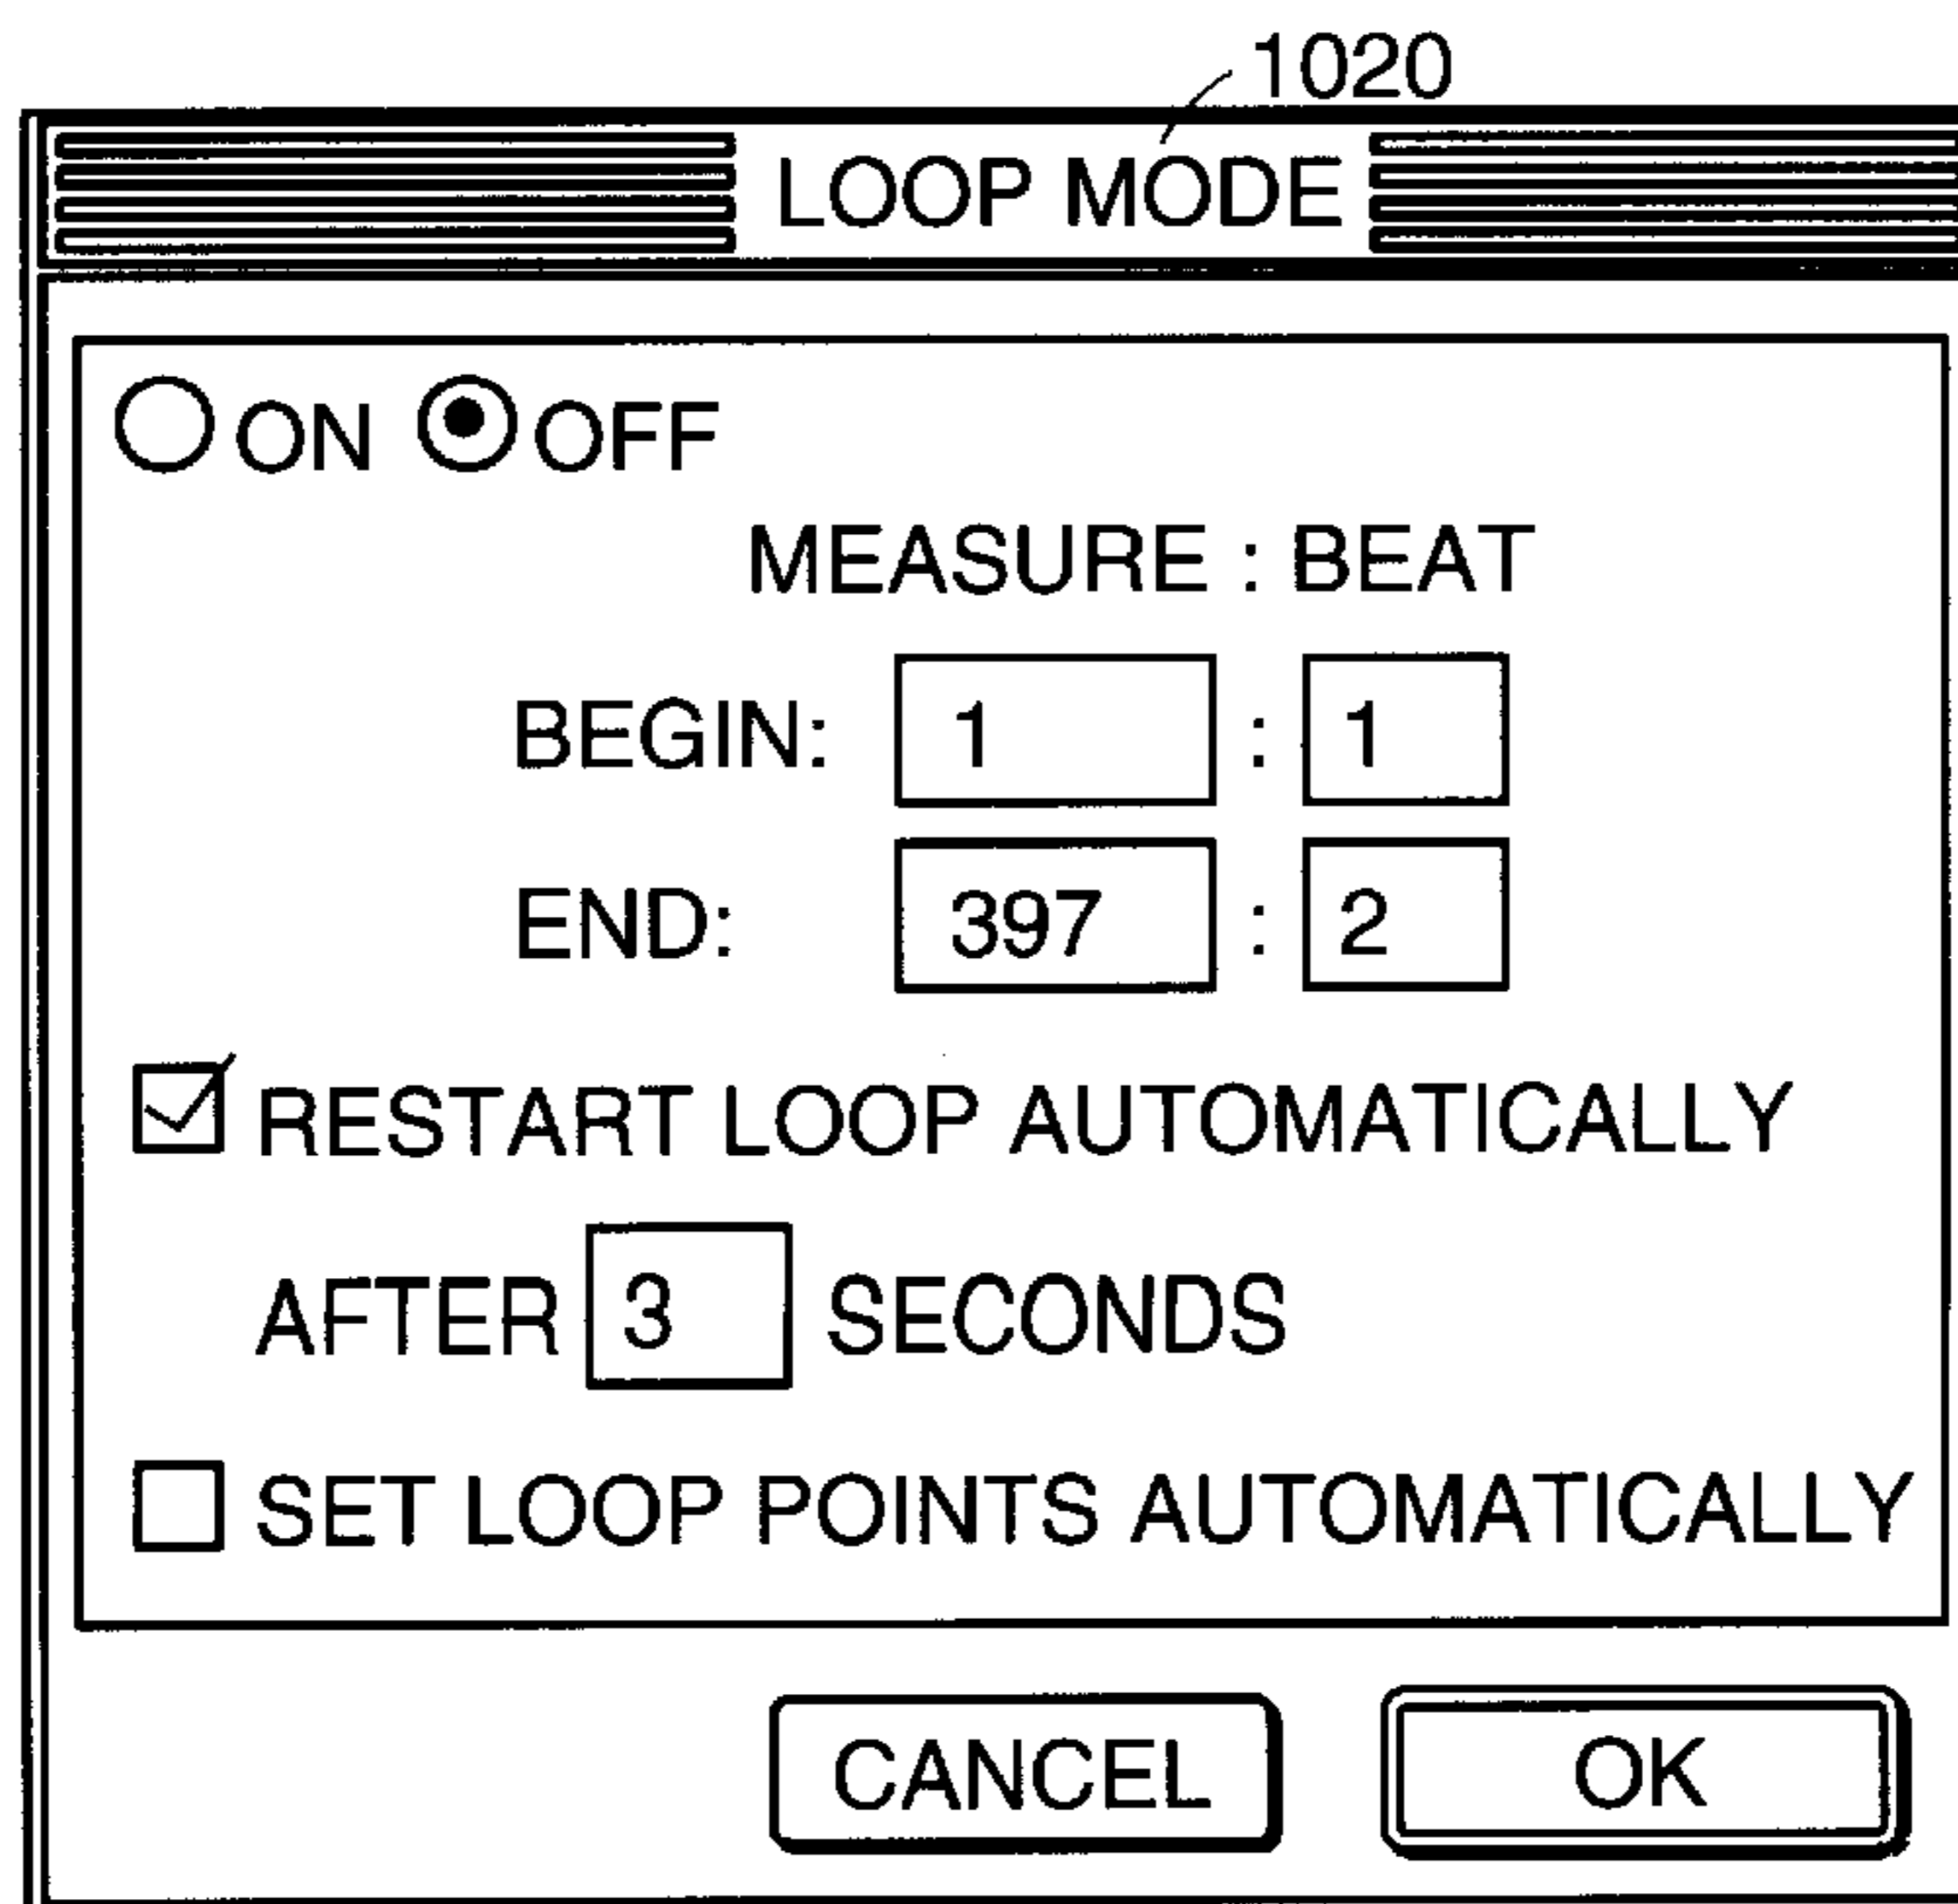 1020
LOOP MODE
ON OFF
MEASURE : BEAT
BEGIN: 1 : 1
END: 397 : 2
RESTART LOOP AUTOMATICALLY
AFTER 3 SECONDS
SET LOOP POINTS AUTOMATICALLY
CANCEL OK